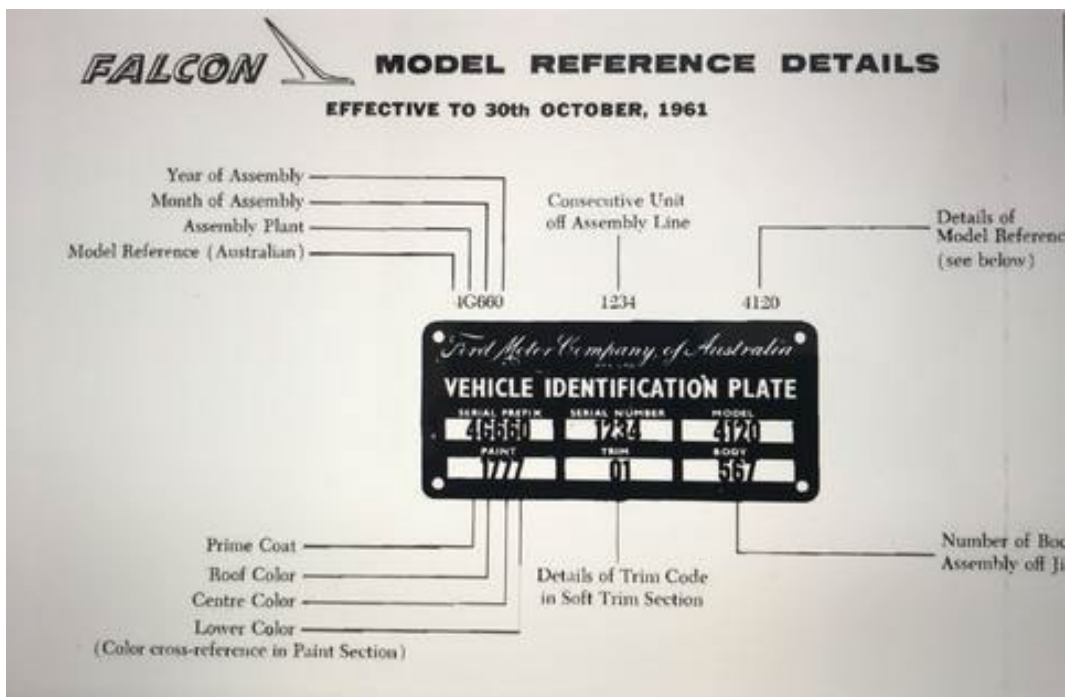 FALCON MODEL REFERENCE DETAILS
EFFECTIVE TO 30th OCTOBER, 1961
Year of Assembly
Month of Assembly
Assembly Plant
Model Reference (Australian)
Consecutive Unit
off Assembly Line
Details of
Model Referenc
(see below)
4G660 1234 4120
Ford Motor Company, of Australia
VEHICLE IDENTIFICATION PLATE
SERIAL PREFIX SERIAL NUMBER MODEL
4G660 1234 4120
PAINT TRIM BODY
1777 01 567
Prime Coat
Roof Color
Centre Color
Lower Color
(Color cross-reference in Paint Section)
Details of Trim Code
in Soft Trim Section
Number of Bod
Assembly off Ji